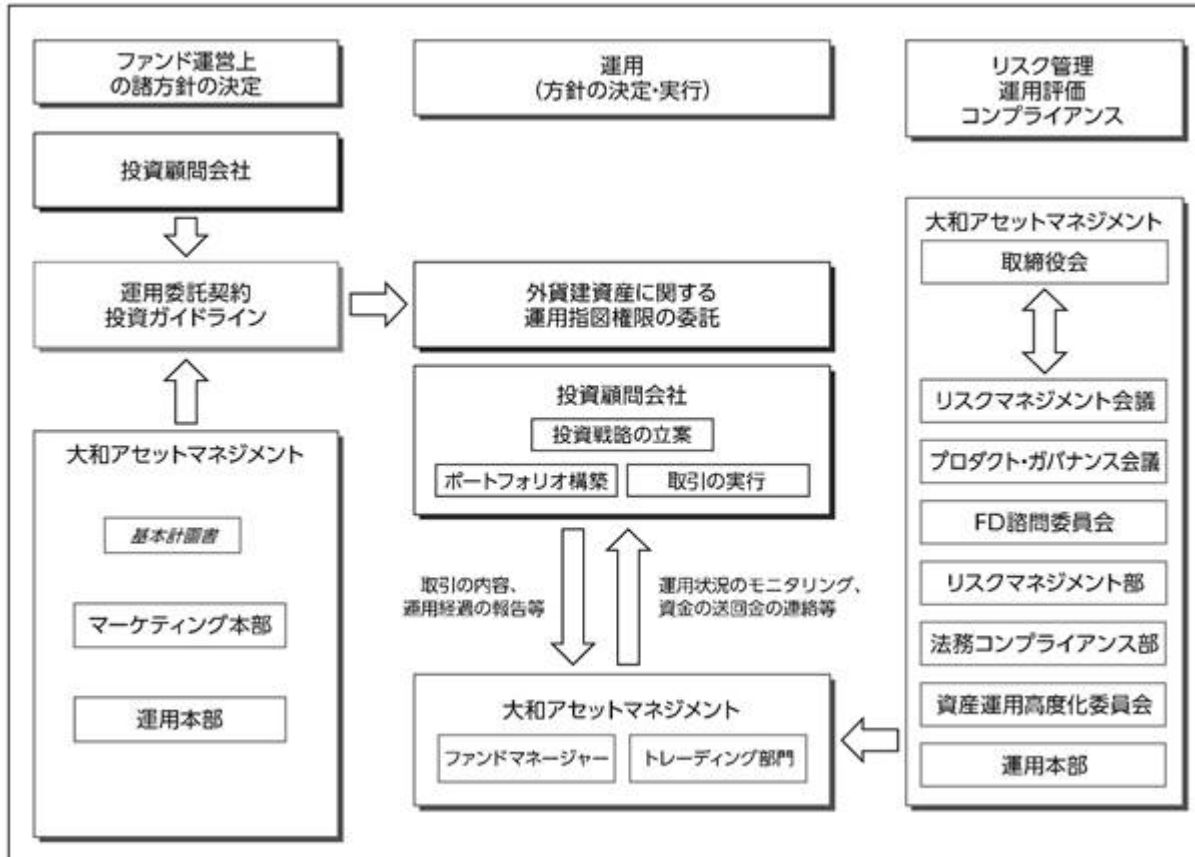 ファンド運営上
の諸方針の決定
運用
(方針の決定・実行)
リスク管理
運用評価
コンプライアンス
投資顧問会社
運用委託契約
投資ガイドライン
大和アセットマネジメント
基本計画書
マーケティング本部
運用本部
外貨建資産に関する
運用指図権限の委託
投資顧問会社
投資戦略の立案
ポートフォリオ構築
取引の実行
取引の内容、
運用経過の報告等
運用状況のモニタリング、
資金の送回金の連絡等
大和アセットマネジメント
ファンドマネージャー
トレーディング部門
大和アセットマネジメント
取締役会
リスクマネジメント会議
プロダクト・ガバナンス会議
FD諮問委員会
リスクマネジメント部
法務コンプライアンス部
資産運用高度化委員会
運用本部